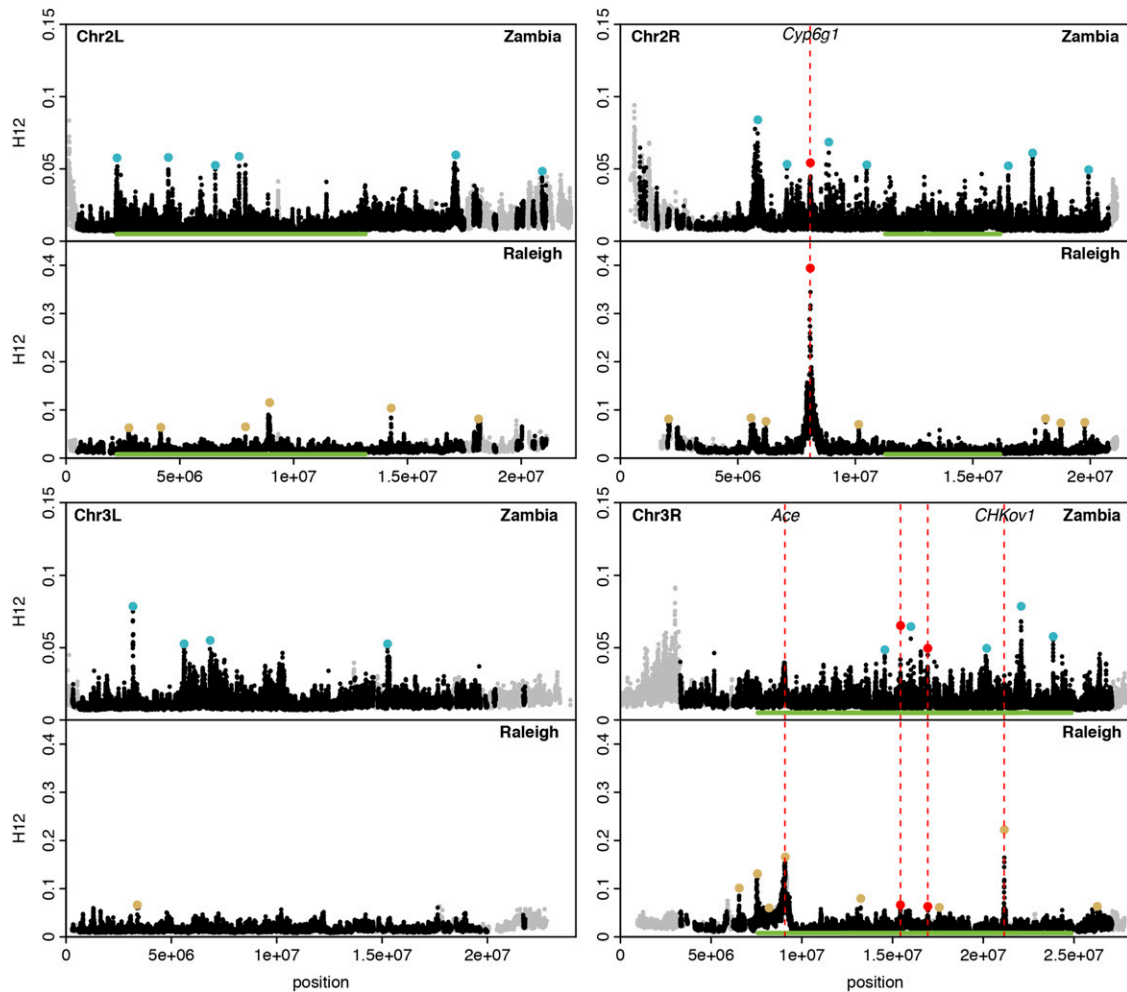 Chr2L Zambia
H12
0.15
0.1
0.05
0
Raleigh
H12
0.4
0.3
0.2
0.1
0
0 5e+06 1e+07 1.5e+07 2e+07
Chr2R Cyp6g1 Zambia
H12
0.15
0.1
0.05
0
Raleigh
H12
0.4
0.3
0.2
0.1
0
5e+06 1e+07 1.5e+07 2e+07
Chr3L Zambia
H12
0.15
0.1
0.05
0
Raleigh
H12
0.4
0.3
0.2
0.1
0
0 5e+06 1e+07 1.5e+07 2e+07
position
Chr3R Ace CHKov1 Zambia
H12
0.15
0.1
0.05
0
Raleigh
H12
0.4
0.3
0.2
0.1
0
0 5e+06 1e+07 1.5e+07 2e+07 2.5e+07
position